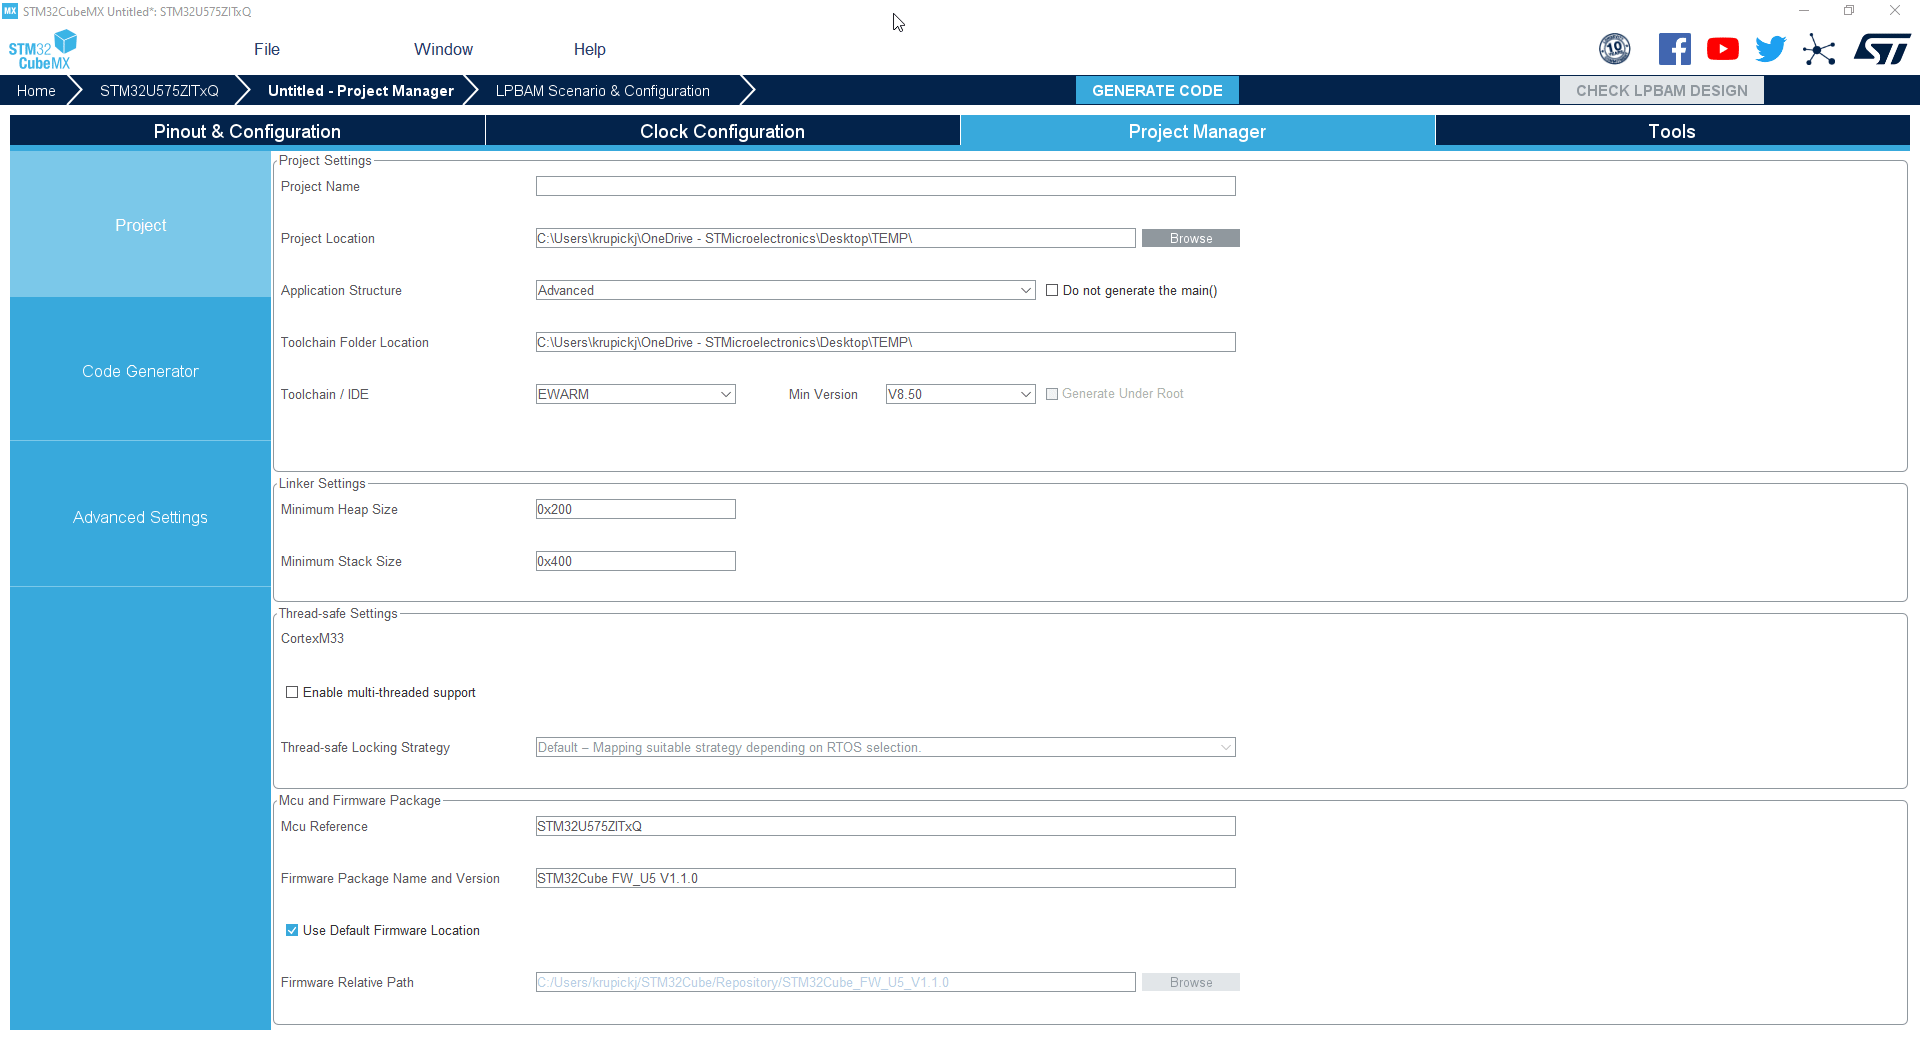 MX STM32CubeMX Untitled*: STM32U575ZITxQ
STM32 CubeMX
File Window Help
10
Home STM32U575ZITxQ Untitled - Project Manager LPBAM Scenario & Configuration GENERATE CODE CHECK LPBAM DESIGN
Pinout & Configuration Clock Configuration Project Manager Tools
Project
Code Generator
Advanced Settings
Project Settings
Project Name
Project Location C:\Users\krupickj\OneDrive - STMicroelectronics\Desktop\TEMP\ Browse
Application Structure Advanced Do not generate the main()
Toolchain Folder Location C:\Users\krupickj\OneDrive - STMicroelectronics\Desktop\TEMP\
Toolchain / IDE EWARM Min Version V8.50 Generate Under Root
Linker Settings
Minimum Heap Size 0x200
Minimum Stack Size 0x400
Thread-safe Settings
CortexM33
Enable multi-threaded support
Thread-safe Locking Strategy Default – Mapping suitable strategy depending on RTOS selection.
Mcu and Firmware Package
Mcu Reference STM32U575ZITxQ
Firmware Package Name and Version STM32Cube FW_U5 V1.1.0
Use Default Firmware Location
Firmware Relative Path C:/Users/krupickj/STM32Cube/Repository/STM32Cube_FW_U5_V1.1.0 Browse